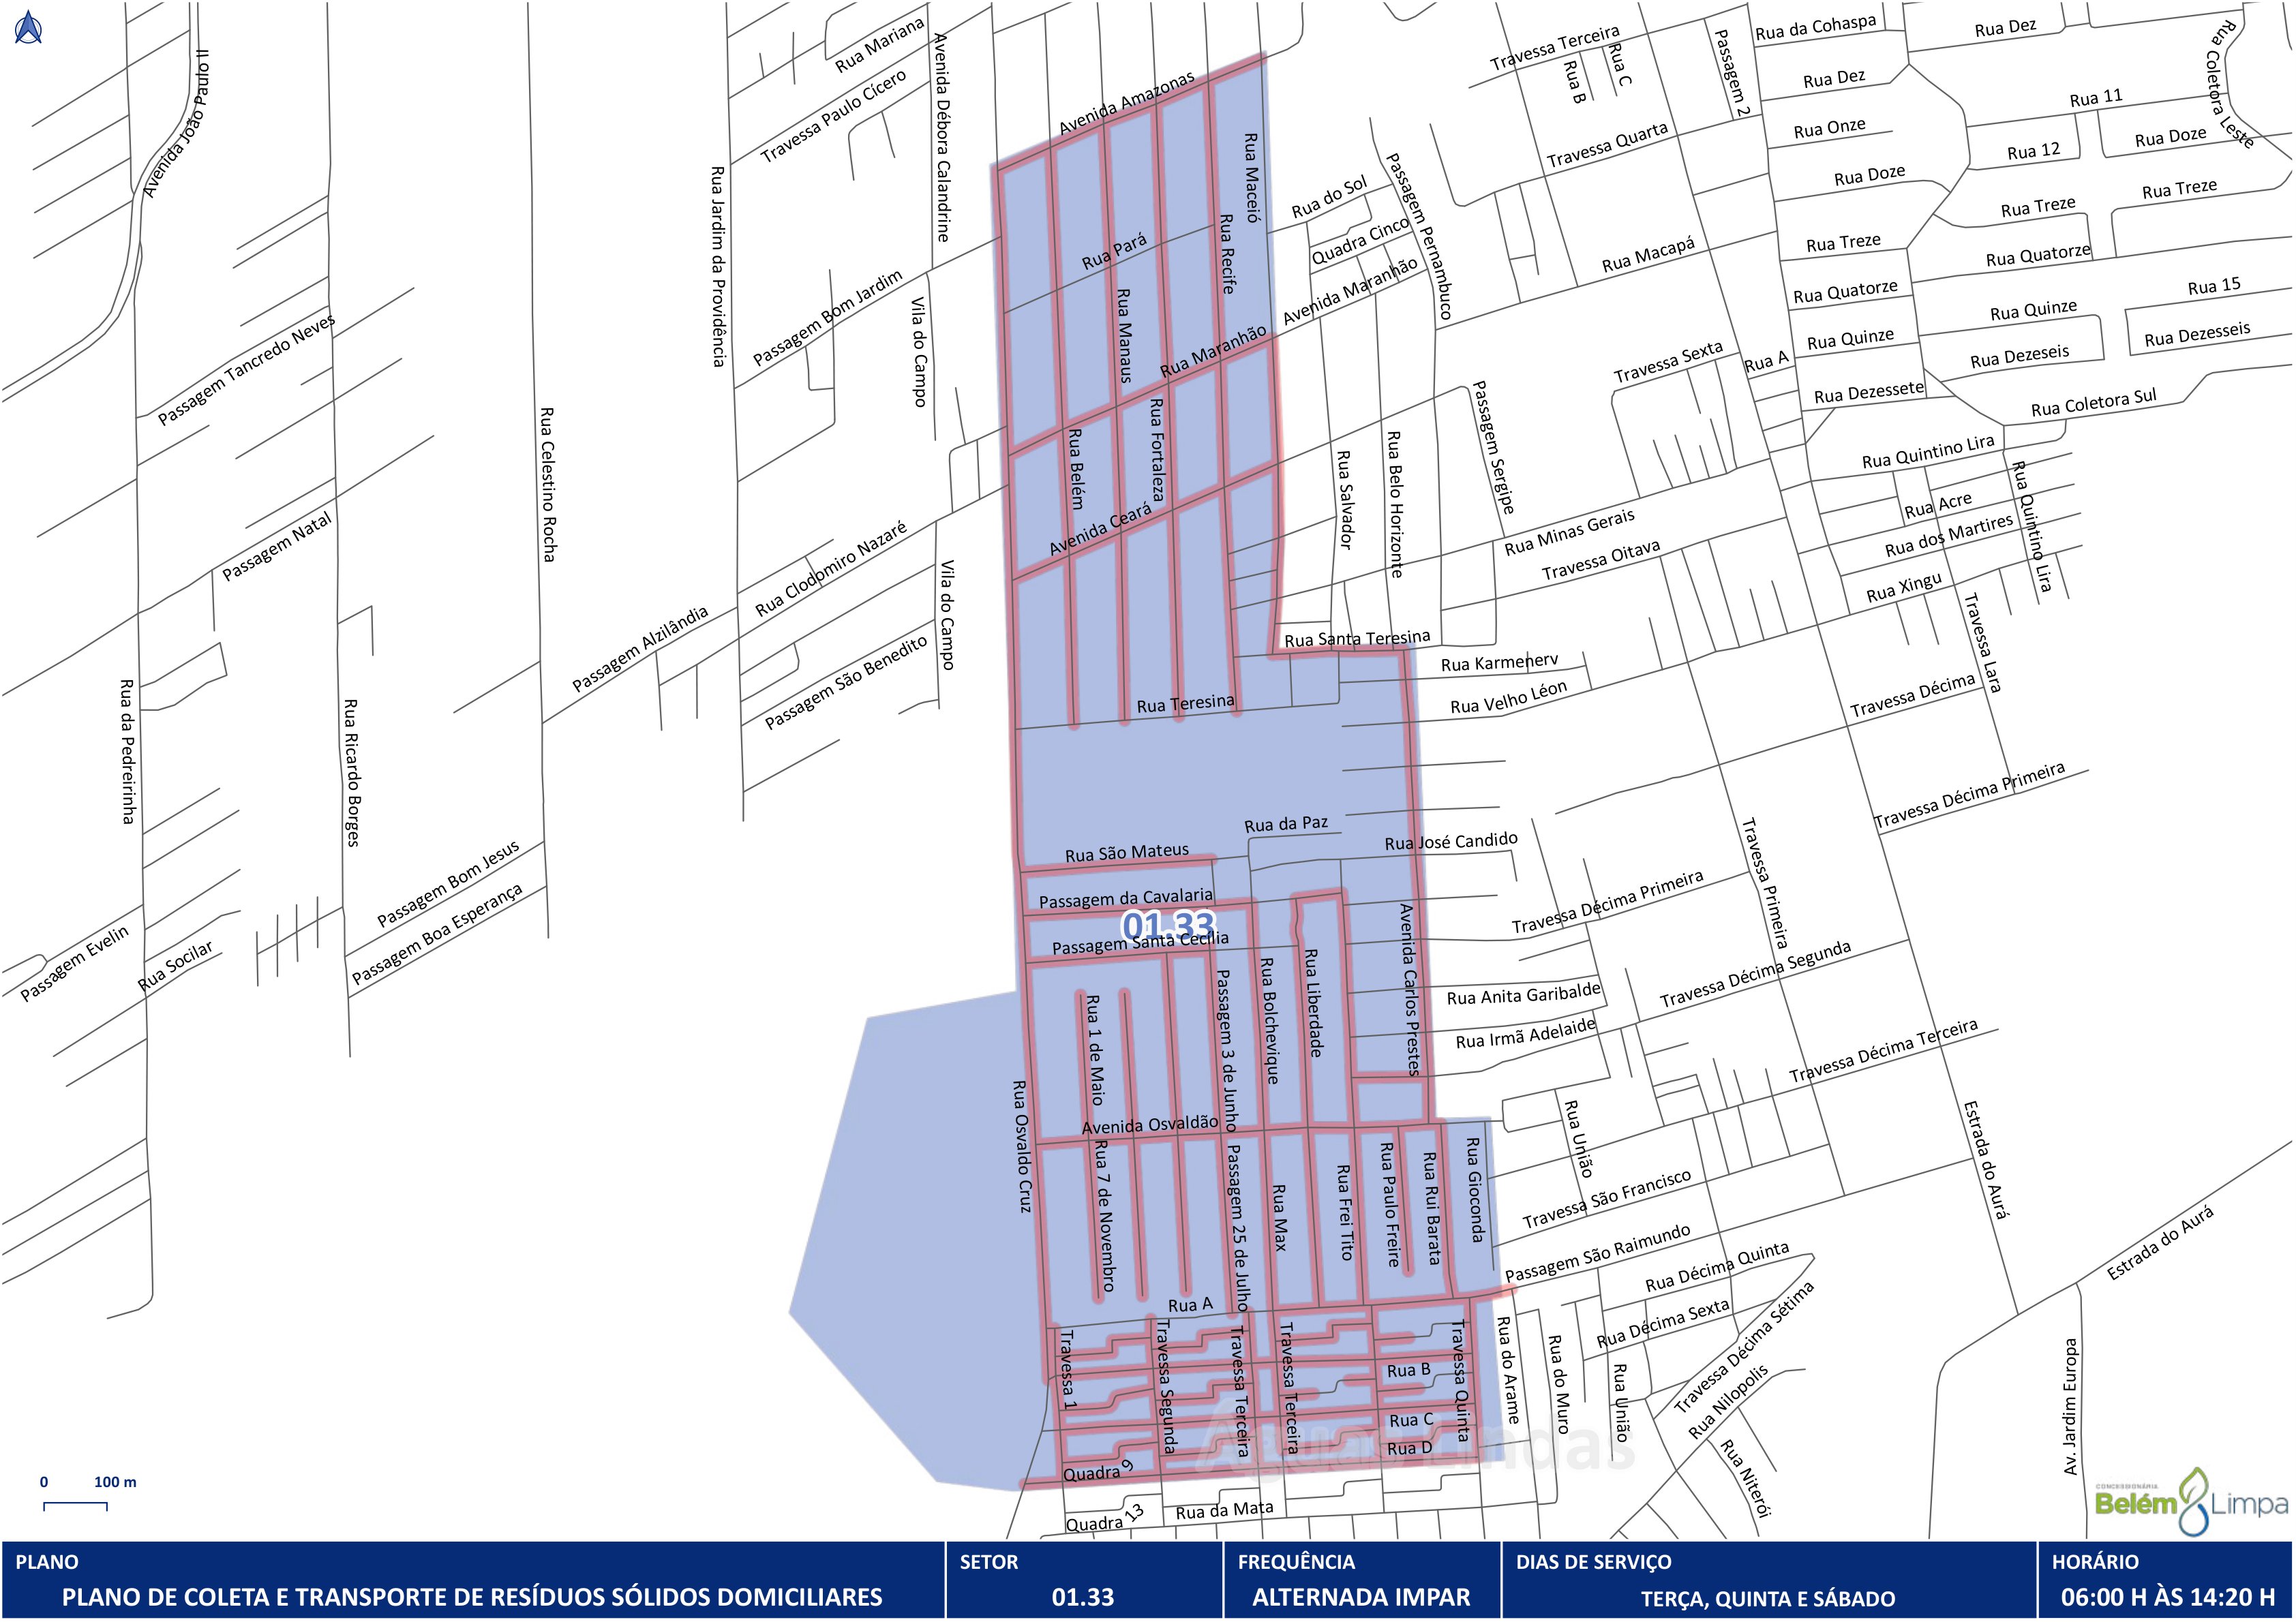 Rua Mariana
Travessa Paulo Cícero
Avenida Débora Calandrine
Avenida João Paulo II
Rua Jardim da Providência
Avenida Amazonas
Rua Maceió
Rua Pará
Rua Recife
Rua Manaus
Rua Maranhão
Rua Fortaleza
Rua Belém
Avenida Ceará
Rua do Sol
Quadra Cinco
Avenida Maranhão
Passagem Pernambuco
Travessa Terceira
Rua B
Rua C
Passagem 2
Travessa Quarta
Rua Macapá
Rua da Cohaspa
Rua Dez
Rua Dez
Rua Onze
Rua Doze
Rua Treze
Rua Quatorze
Rua Quinze
Rua Dezessete
Rua 11
Rua 12
Rua Doze
Rua Treze
Rua Treze
Rua Quatorze
Rua 15
Rua Quinze
Rua Dezeseis
Rua Dezesseis
Rua Coletora Leste
Rua Coletora Sul
Travessa Sexta
Rua A
Rua Quintino Lira
Rua Quintino Lira
Rua Acre
Rua dos Martires
Rua Xingu
Travessa Lara
Passagem Sergipe
Rua Minas Gerais
Travessa Oitava
Rua Salvador
Rua Belo Horizonte
Passagem Bom Jardim
Vila do Campo
Passagem Tancredo Neves
Rua Celestino Rocha
Passagem Natal
Rua Clodomiro Nazaré
Passagem Alzilândia
Passagem São Benedito
Vila do Campo
Rua da Pedreirinha
Rua Ricardo Borges
Passagem Bom Jesus
Passagem Boa Esperança
Passagem Evelin
Rua Socilar
Rua Santa Teresina
Rua Karmenerv
Rua Velho Léon
Rua Teresina
Travessa Décima
Travessa Décima Primeira
Rua da Paz
Rua José Candido
Rua São Mateus
Passagem da Cavalaria
01.33
Passagem Santa Cecília
Travessa Décima Primeira
Travessa Primeira
Travessa Décima Segunda
Travessa Décima Terceira
Rua Anita Garibalde
Rua Irmã Adelaide
Avenida Carlos Prestes
Rua Liberdade
Rua Bolchevique
Passagem 3 de Junho
Rua 1 de Maio
Avenida Osvaldão
Rua Osvaldo Cruz
Rua 7 de Novembro
Passagem 25 de Julho
Rua Max
Rua Frei Tito
Rua Paulo Freire
Rua Rui Barata
Rua Gioconda
Rua União
Travessa São Francisco
Passagem São Raimundo
Estrada do Aurá
Estrada do Aurá
Rua Décima Quinta
Rua Décima Sexta
Travessa Décima Sétima
Rua Nilopolis
Rua Niterói
Rua União
Rua do Muro
Rua do Arame
Av. Jardim Europa
Rua A
Travessa 1
Travessa Segunda
Travessa Terceira
Travessa Terceira
Travessa Quinta
Rua B
Rua C
Rua D
Quadra 9
Quadra 13
Rua da Mata
Águas Lindas
0 100 m
CONCESSIONÁRIA
Belém Limpa
PLANO
PLANO DE COLETA E TRANSPORTE DE RESÍDUOS SÓLIDOS DOMICILIARES
SETOR
01.33
FREQUÊNCIA
ALTERNADA IMPAR
DIAS DE SERVIÇO
TERÇA, QUINTA E SÁBADO
HORÁRIO
06:00 H ÀS 14:20 H